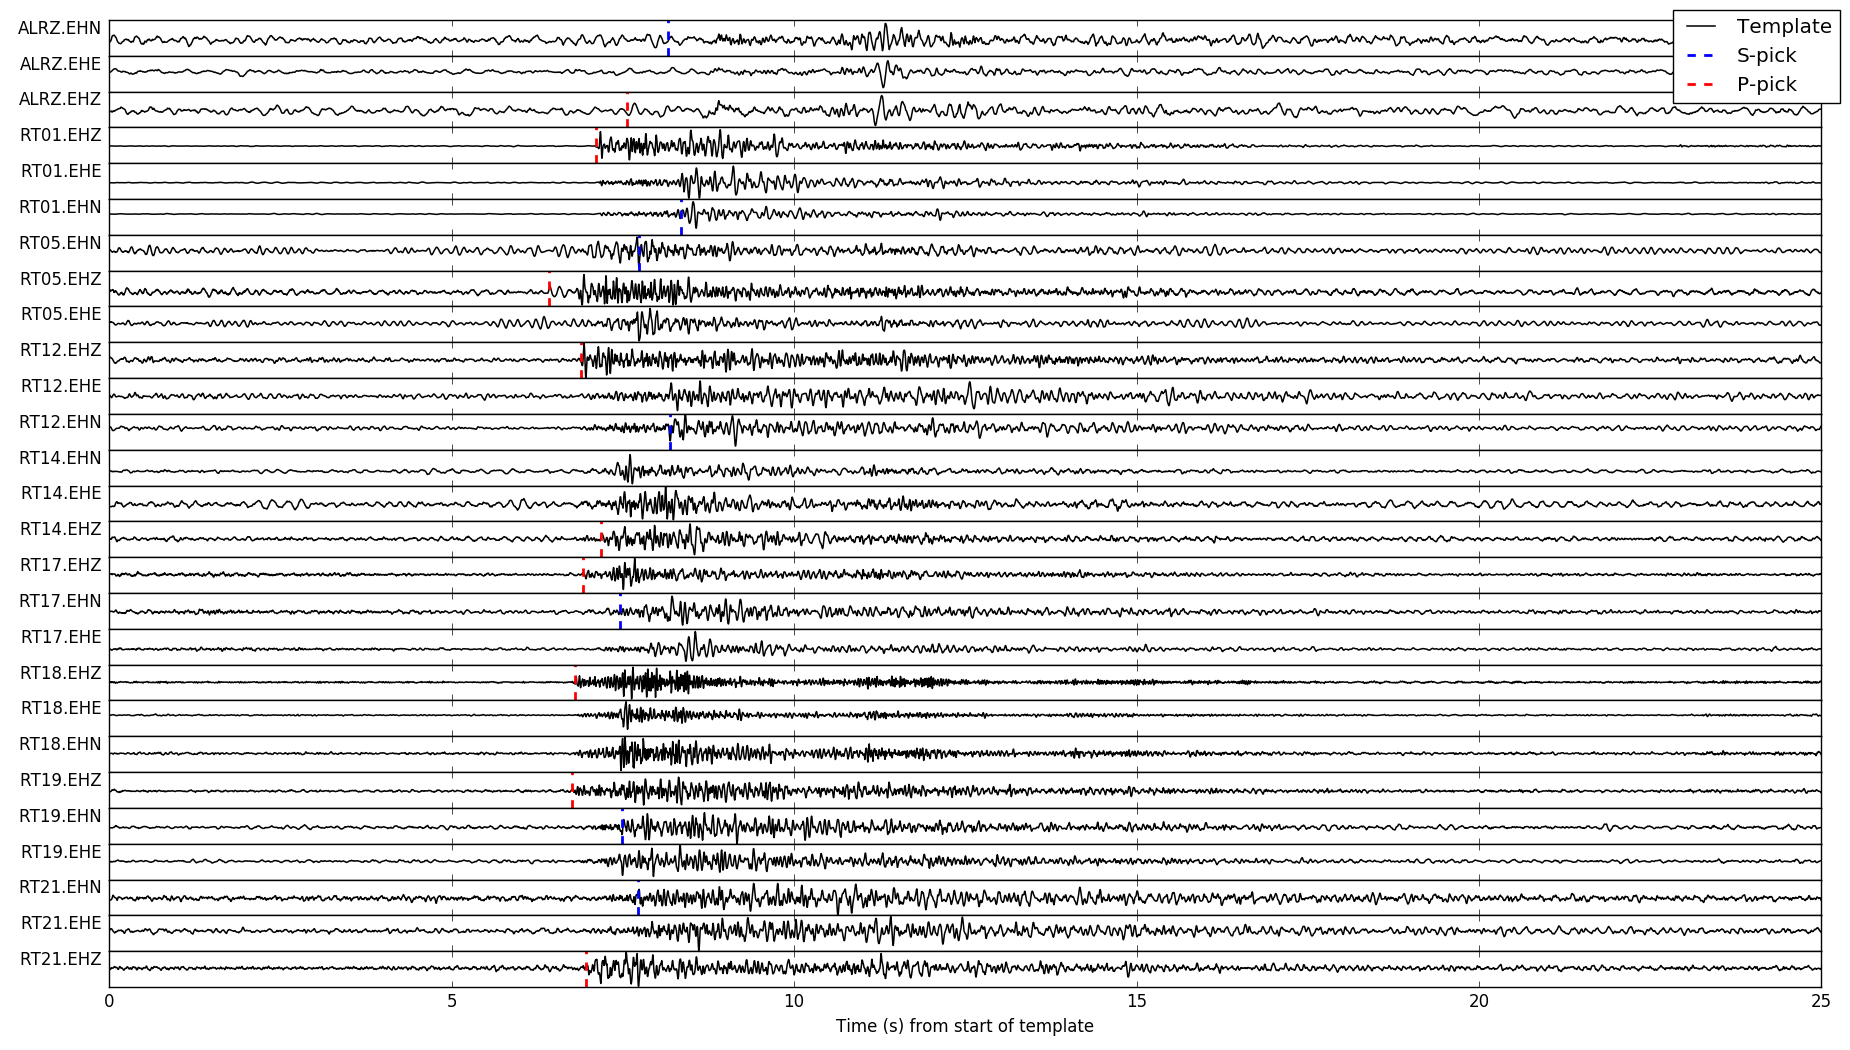 ALRZ.EHN
ALRZ.EHE
ALRZ.EHZ
RT01.EHZ
RT01.EHE
RT01.EHN
RT05.EHN
RT05.EHZ
RT05.EHE
RT12.EHZ
RT12.EHE
RT12.EHN
RT14.EHN
RT14.EHE
RT14.EHZ
RT17.EHZ
RT17.EHN
RT17.EHE
RT18.EHZ
RT18.EHE
RT18.EHN
RT19.EHZ
RT19.EHN
RT19.EHE
RT21.EHN
RT21.EHE
RT21.EHZ
Template
S-pick
P-pick
0 5 10 15 20 25
Time (s) from start of template